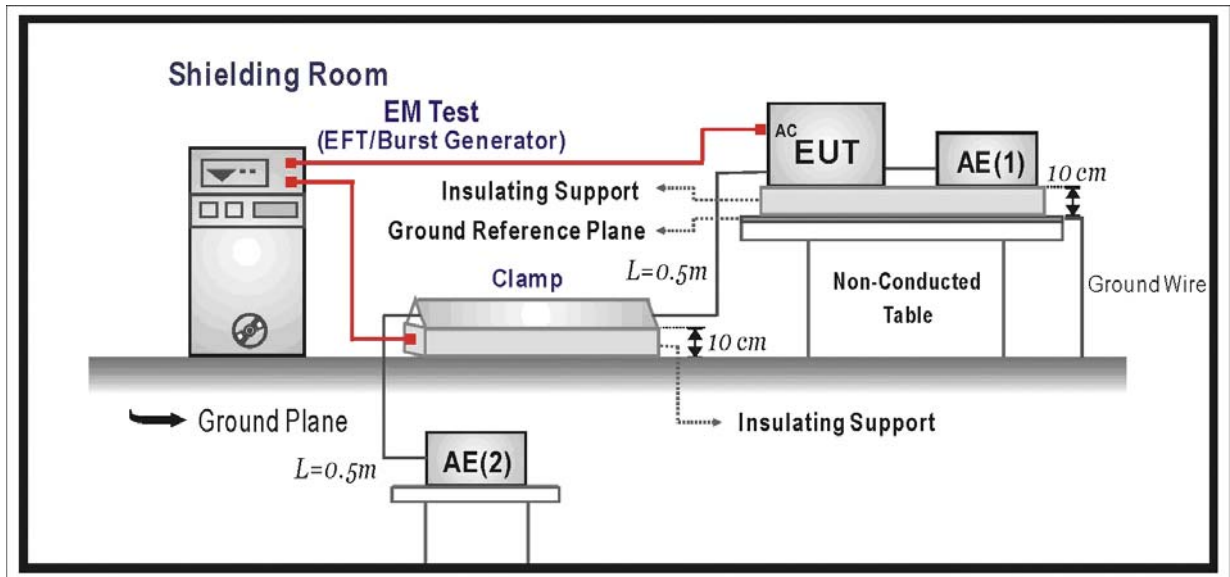 Shielding Room
EM Test
(EFT/Burst Generator)
AC
EUT
AE(1)
10 cm
Insulating Support
Ground Reference Plane
L=0.5m
Clamp
Non-Conducted
Table
Ground Wire
10 cm
Ground Plane
Insulating Support
L=0.5m
AE(2)